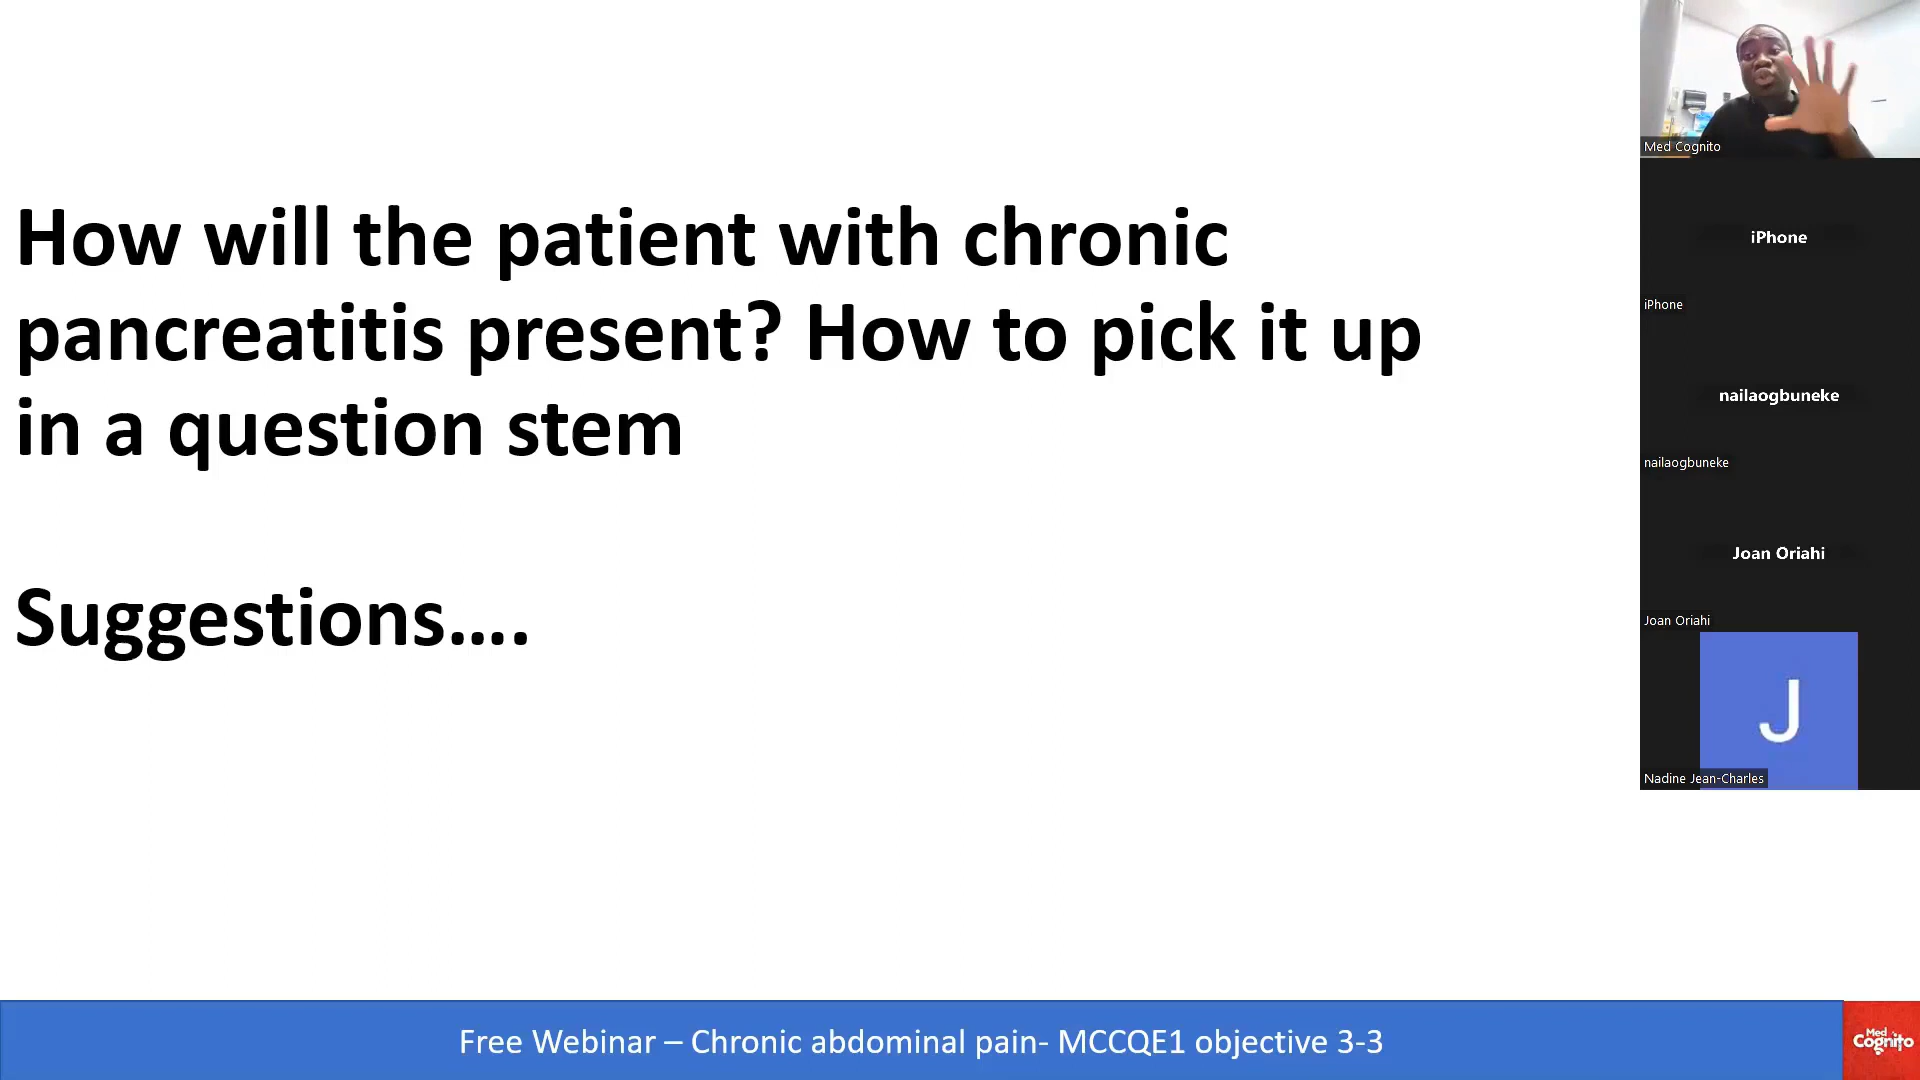 How will the patient with chronic
pancreatitis present? How to pick it up
in a question stem
Suggestions....
Med Cognito
iPhone
iPhone
nailaogbuneke
nailaogbuneke
Joan Oriahi
Joan Oriahi
J
Nadine Jean-Charles
Free Webinar – Chronic abdominal pain- MCCQE1 objective 3-3
Med
Cognito